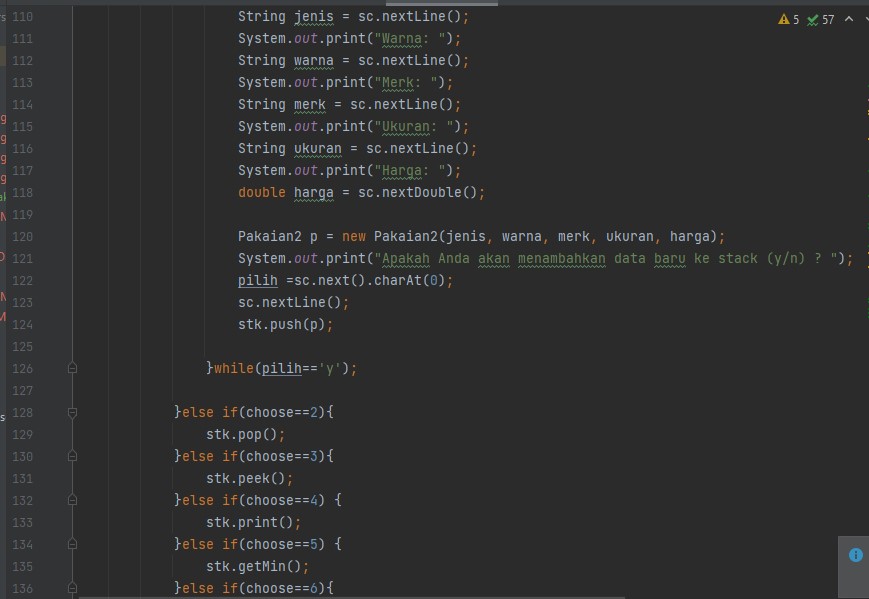 5 57
110 String jenis = sc.nextLine();
111 System.out.print("Warna: ");
112 String warna = sc.nextLine();
113 System.out.print("Merk: ");
114 String merk = sc.nextLine();
115 System.out.print("Ukuran: ");
116 String ukuran = sc.nextLine();
117 System.out.print("Harga: ");
118 double harga = sc.nextDouble();
119
120 Pakaian2 p = new Pakaian2(jenis, warna, merk, ukuran, harga);
121 System.out.print("Apakah Anda akan menambahkan data baru ke stack (y/n) ? ");
122 pilih =sc.next().charAt(0);
123 sc.nextLine();
124 stk.push(p);
125
126 }while(pilih=='y');
127
128 }else if(choose==2){
129 stk.pop();
130 }else if(choose==3){
131 stk.peek();
132 }else if(choose==4) {
133 stk.print();
134 }else if(choose==5) {
135 stk.getMin();
136 }else if(choose==6){